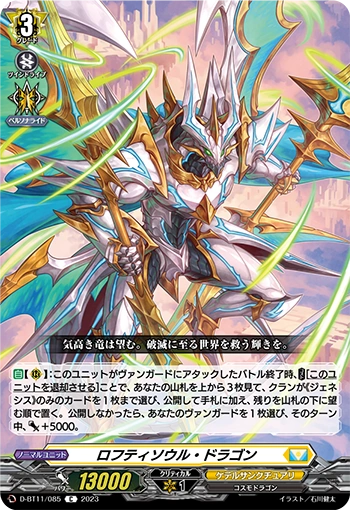 3
グレード
ツインドライブ
ペルソナライド
気高き竜は望む。破滅に至る世界を救う輝きを。
自【R】:このユニットがヴァンガードにアタックしたバトル終了時、【このユ
ニットを退却させる】ことで、あなたの山札を上から3枚見て、クランが《ジェネ
シス》のみのカードを1枚まで選び、公開して手札に加え、残りを山札の下に望
む順で置く。公開しなかったら、あなたのヴァンガードを1枚選び、そのターン
中、+5000。
ノーマルユニット
ロフティソウル・ドラゴン
パワー
13000
クリティカル
1
ケテルサンクチュアリ
コスモドラゴン
D-BT11/085 C 2023
イラスト/石川健太